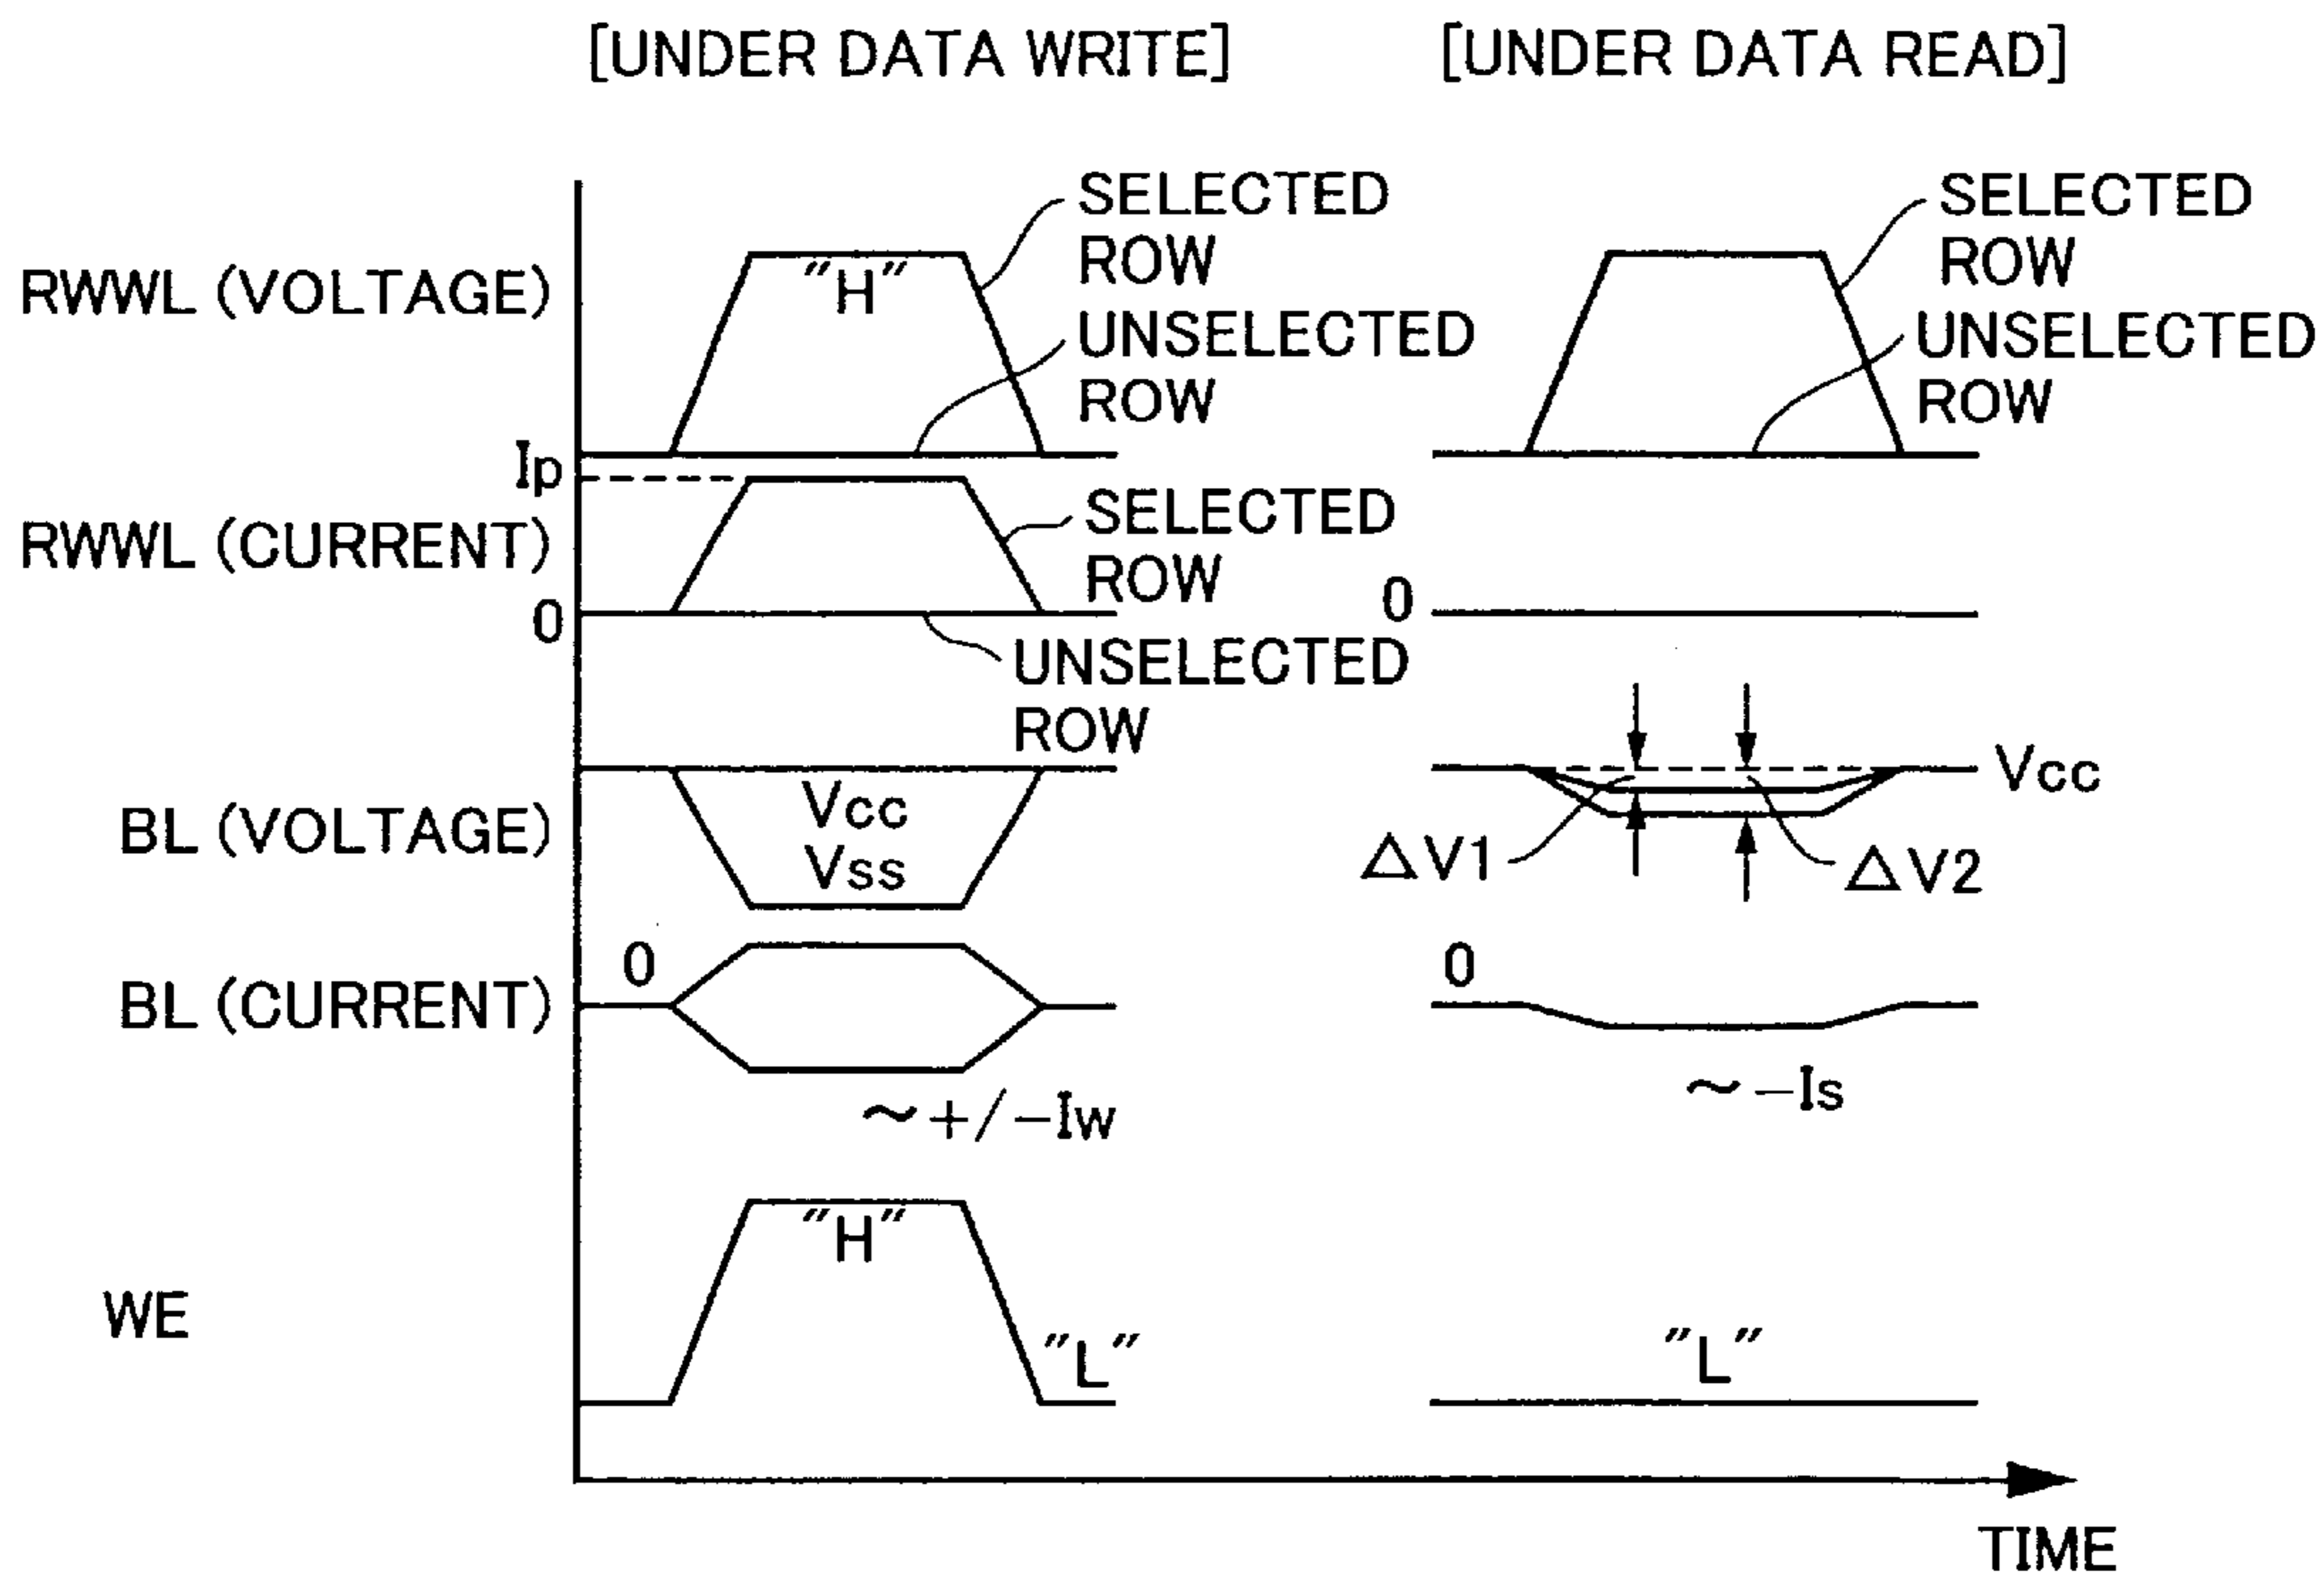 [UNDER DATA WRITE]
[UNDER DATA READ]
SELECTED
ROW
UNSELECTED
ROW
SELECTED
ROW
UNSELECTED
ROW
RWWL (VOLTAGE)
"H"
Ip
RWWL (CURRENT)
SELECTED
ROW
0
UNSELECTED
ROW
0
BL (VOLTAGE)
Vcc
Vss
Vcc
△V1
△V2
BL (CURRENT)
0
~+/-Iw
0
~-Is
WE
"H"
"L"
"L"
TIME